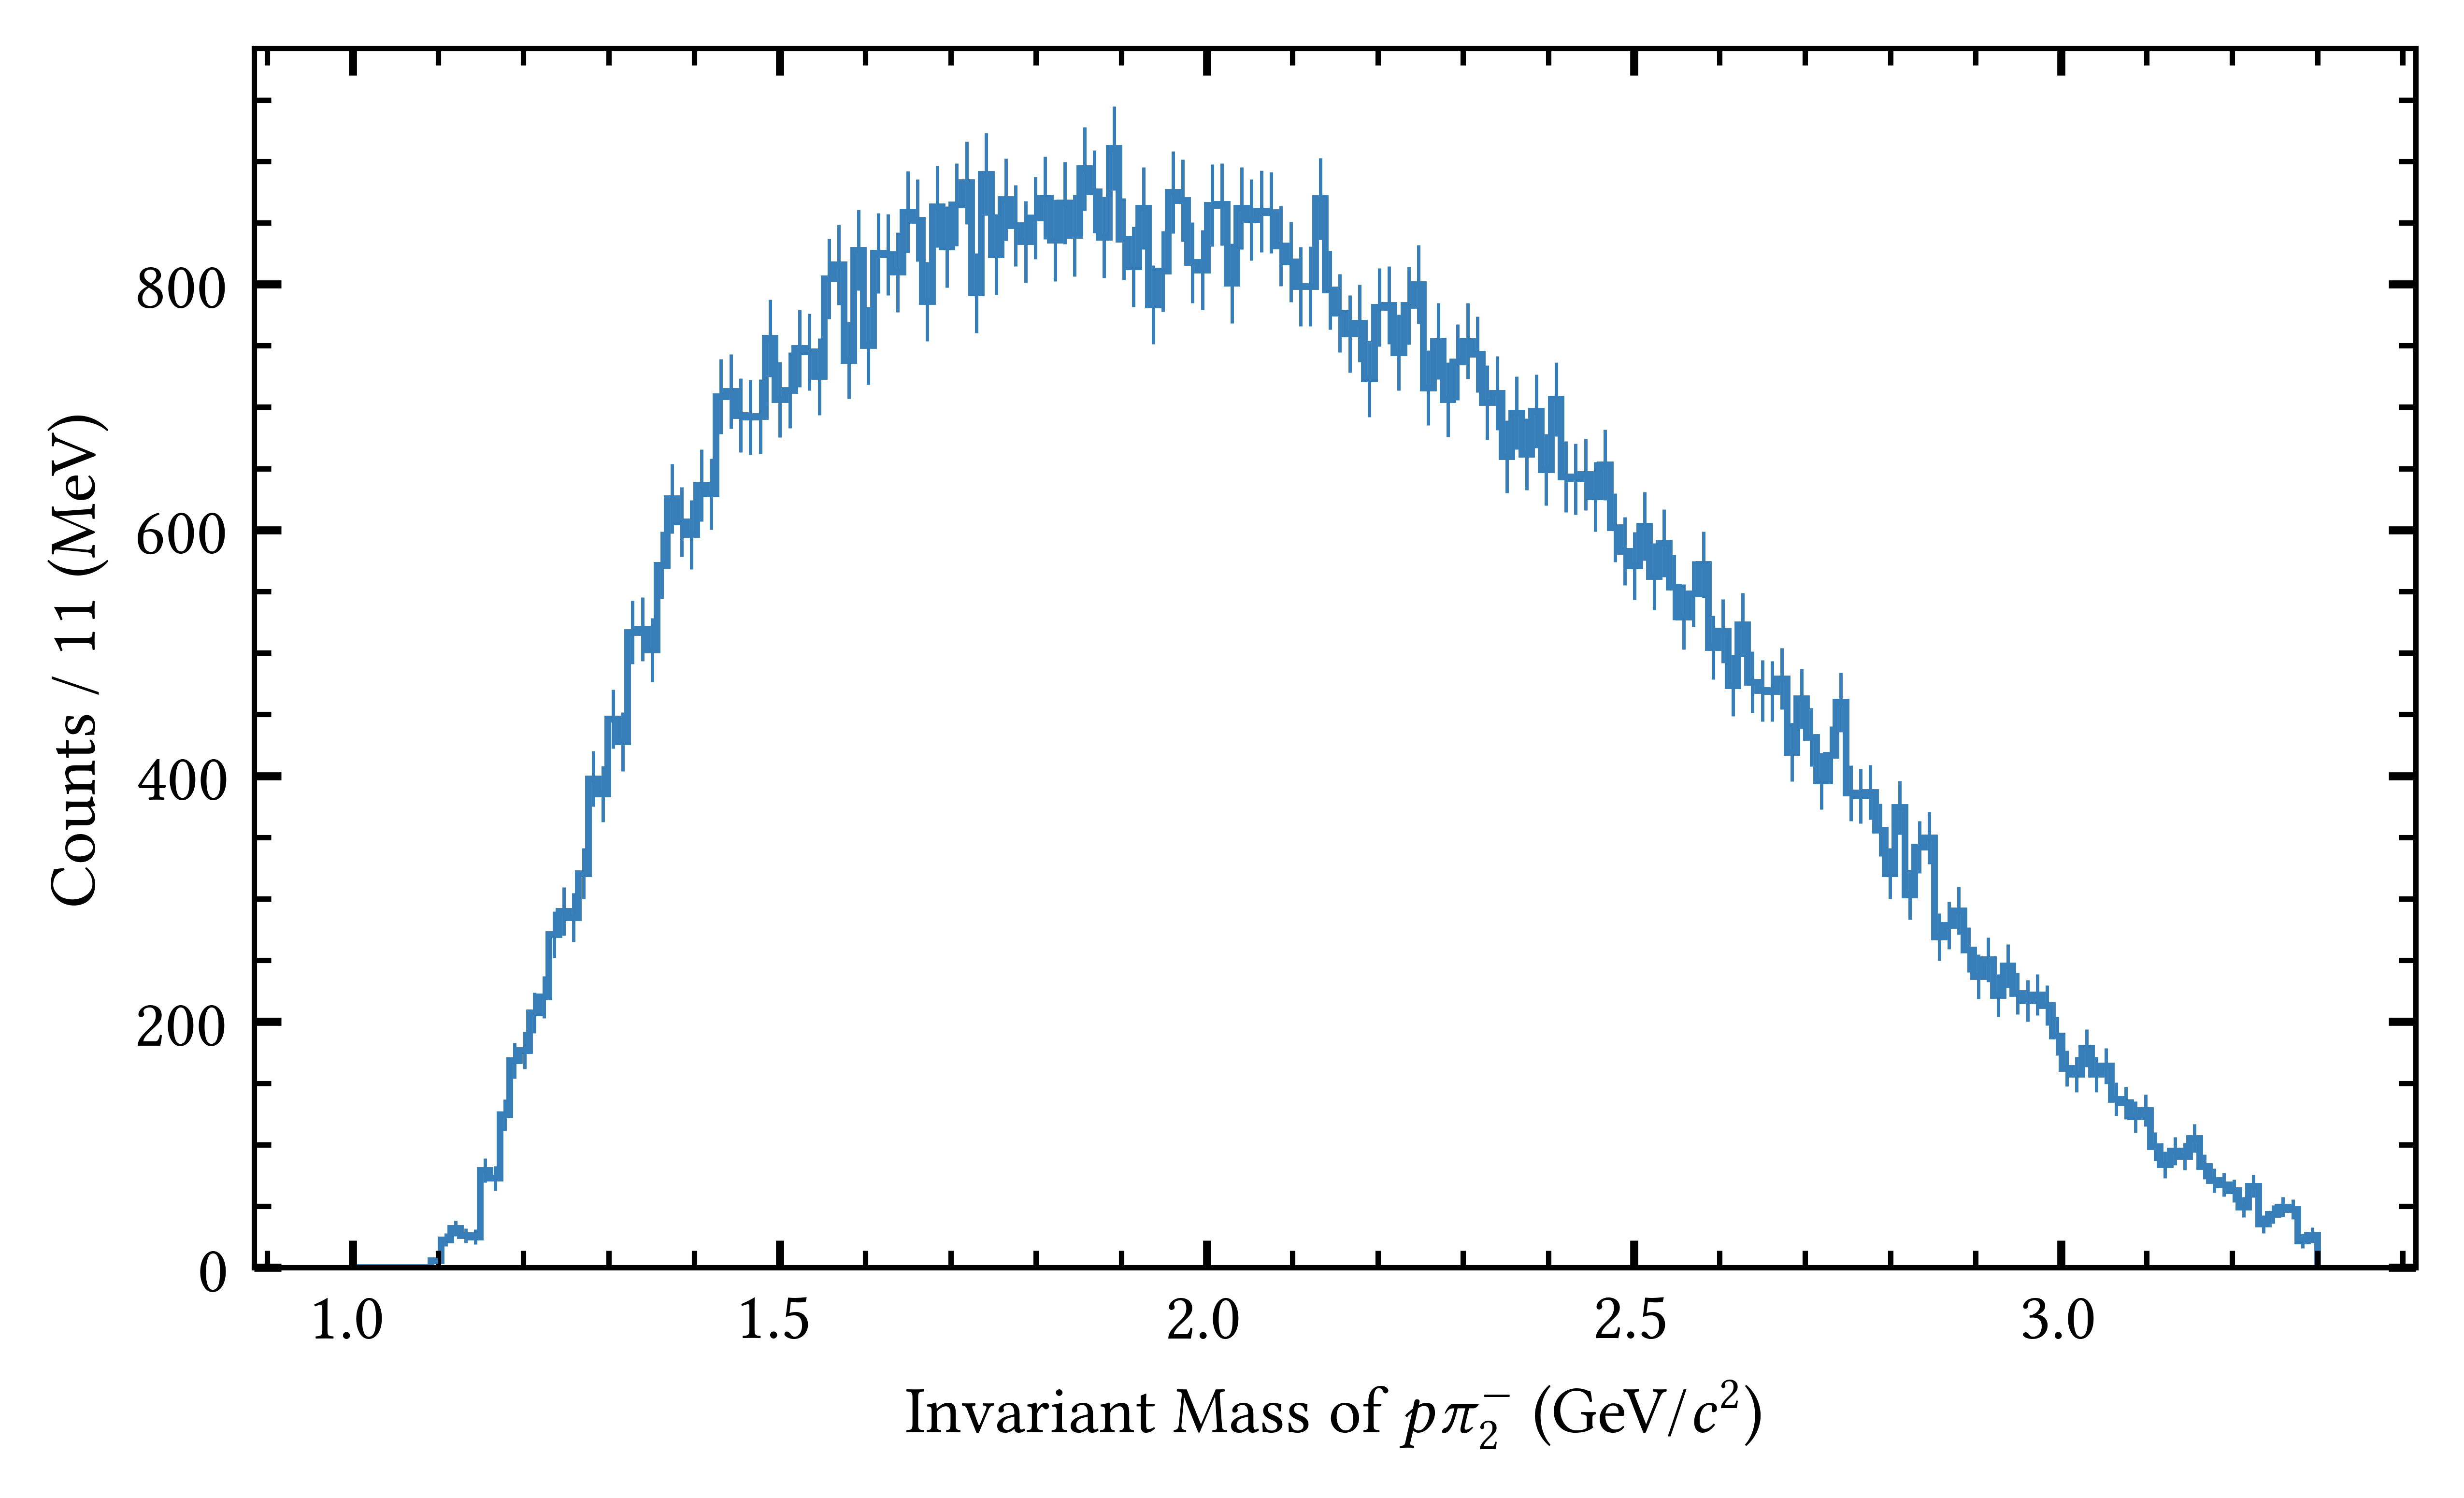 Counts / 11 (MeV)
800
600
400
200
0
1.0 1.5 2.0 2.5 3.0
Invariant Mass of pπ₂⁻ (GeV/c²)